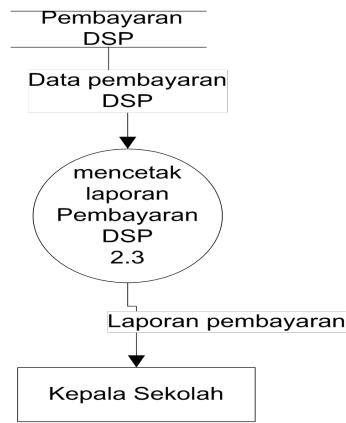 Pembayaran
DSP
Data pembayaran
DSP
mencetak
laporan
Pembayaran
DSP
2.3
Laporan pembayaran
Kepala Sekolah